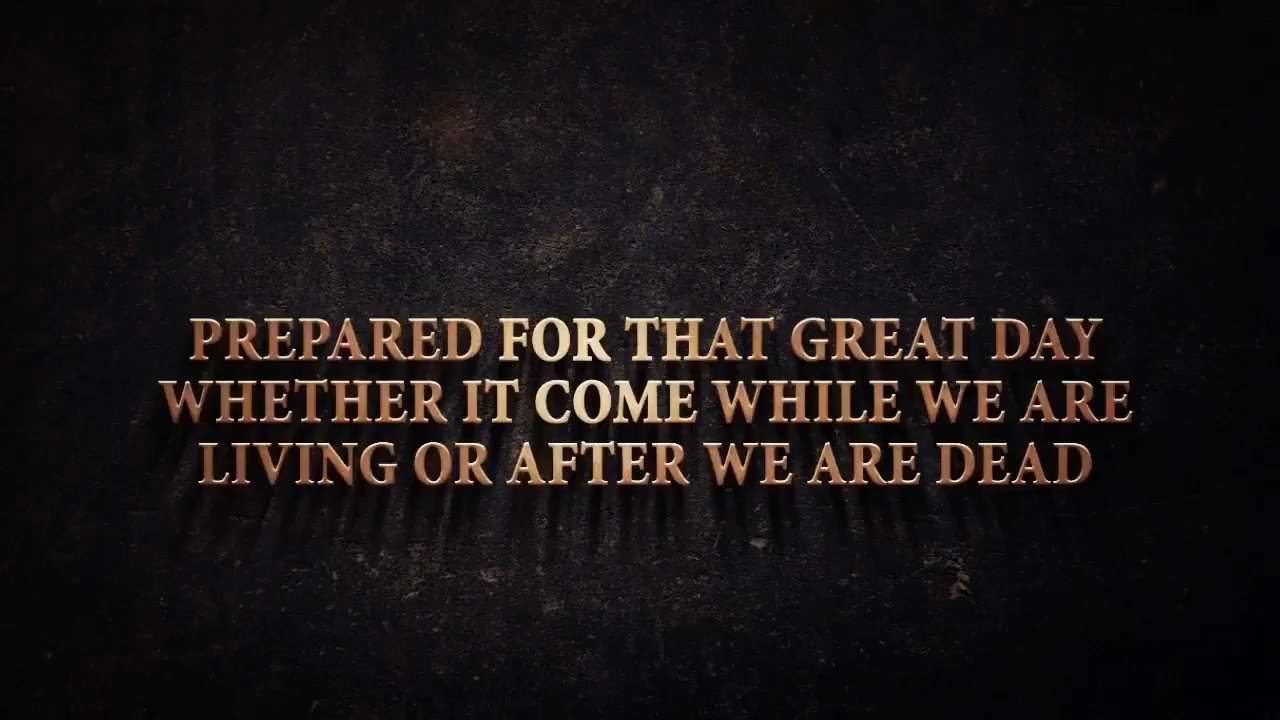 PREPARED FOR THAT GREAT DAY
WHETHER IT COME WHILE WE ARE
LIVING OR AFTER WE ARE DEAD